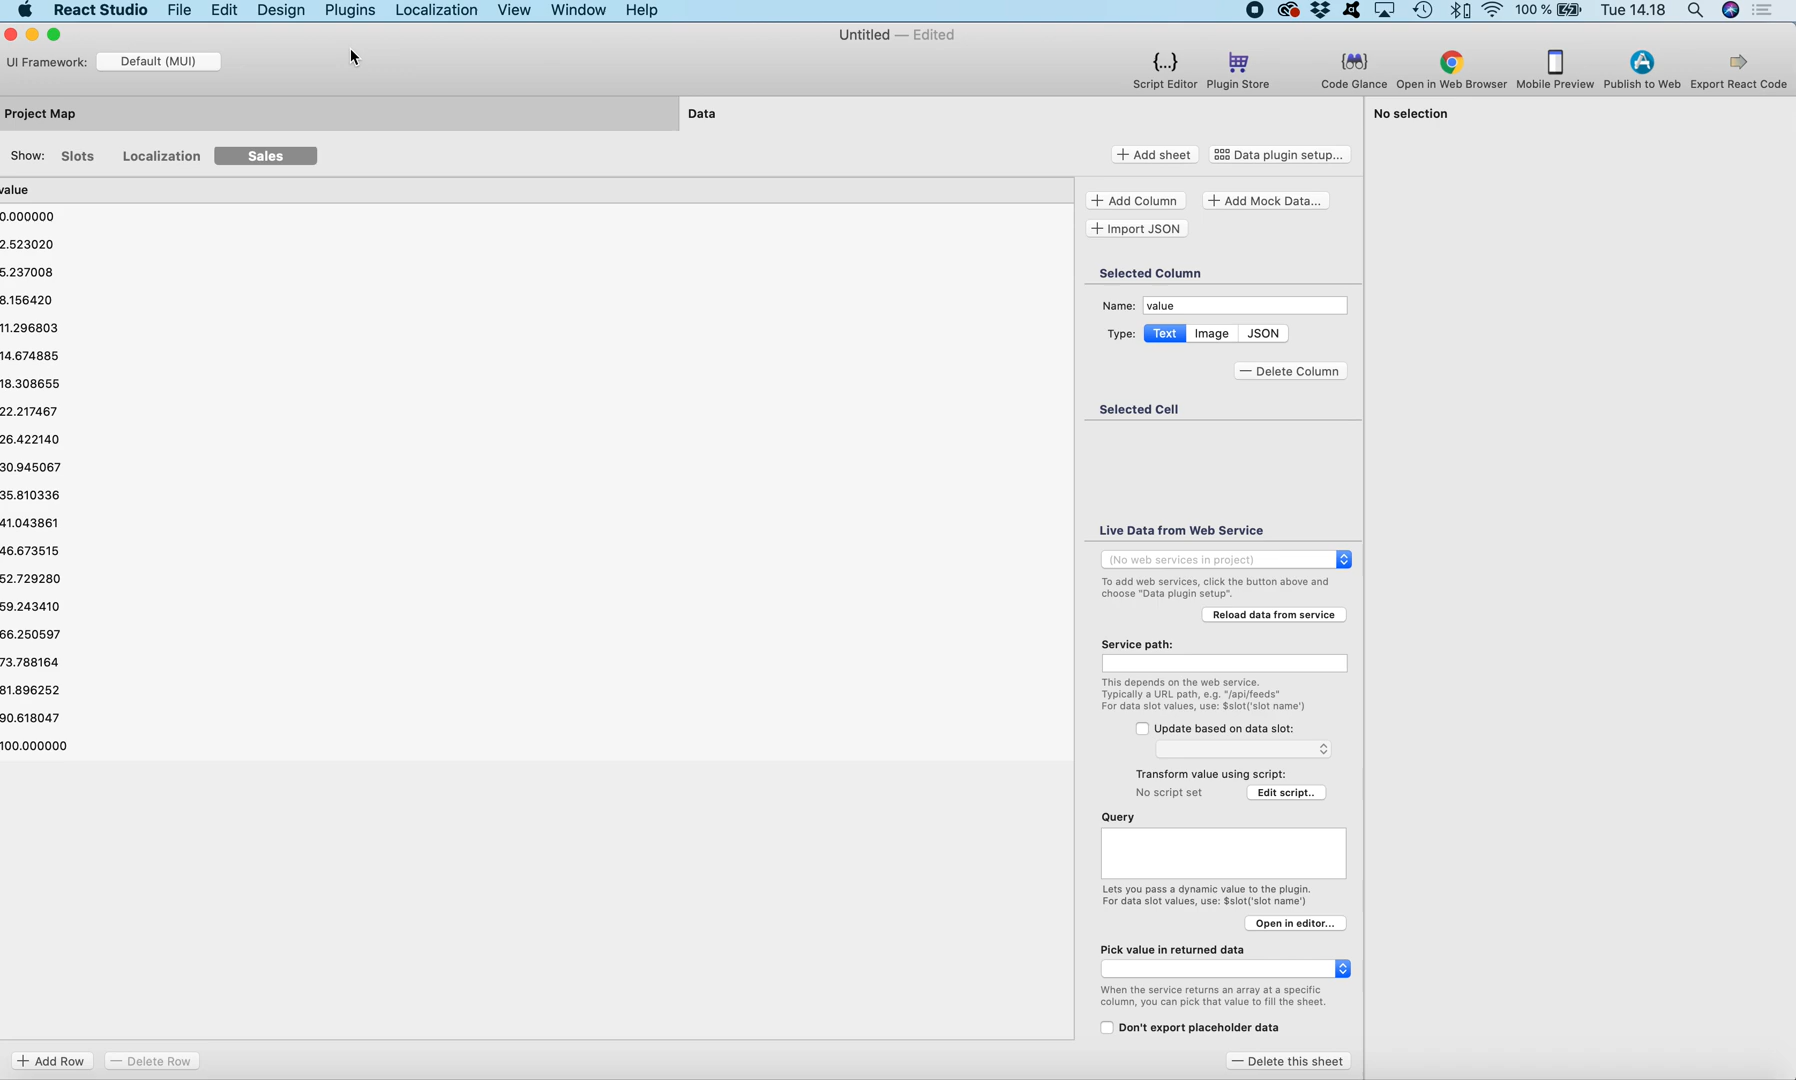 React Studio File Edit Design Plugins Localization View Window Help 100 % Tue 14.18
Untitled — Edited
UI Framework: Default (MUI)
{...}
Script Editor Plugin Store Code Glance Open in Web Browser Mobile Preview Publish to Web Export React Code
Project Map Data No selection
Show: Slots Localization Sales + Add sheet Data plugin setup...
value
0.000000
2.523020
5.237008
8.156420
11.296803
14.674885
18.308655
22.217467
26.422140
30.945067
35.810336
41.043861
46.673515
52.729280
59.243410
66.250597
73.788164
81.896252
90.618047
100.000000
+ Add Column + Add Mock Data...
+ Import JSON
Selected Column
Name: value
Type: Text Image JSON
— Delete Column
Selected Cell
Live Data from Web Service
(No web services in project)
To add web services, click the button above and
choose "Data plugin setup".
Reload data from service
Service path:
This depends on the web service.
Typically a URL path, e.g. "/api/feeds"
For data slot values, use: $slot('slot name')
Update based on data slot:
Transform value using script:
No script set Edit script..
Query
Lets you pass a dynamic value to the plugin.
For data slot values, use: $slot('slot name')
Open in editor...
Pick value in returned data
When the service returns an array at a specific
column, you can pick that value to fill the sheet.
Don't export placeholder data
+ Add Row — Delete Row — Delete this sheet